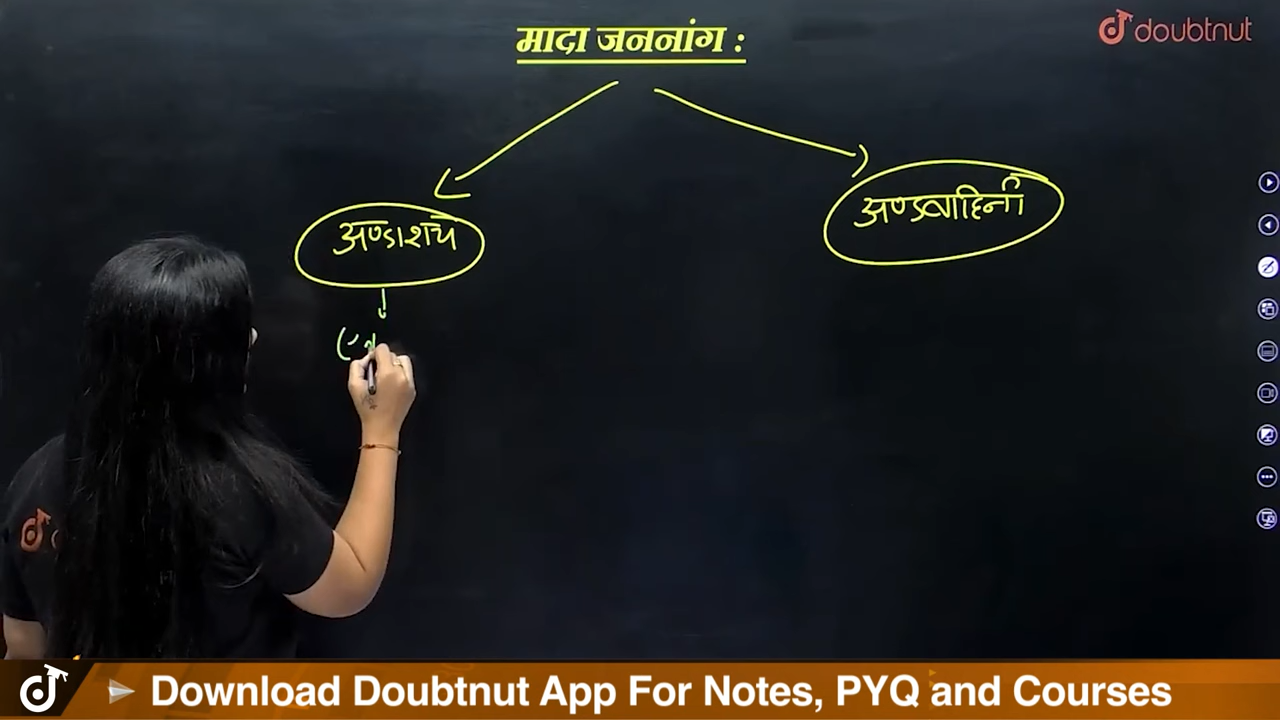 मादा जननांग :
doubtnut
अण्डाशय
अण्डवाहिनी
Download Doubtnut App For Notes, PYQ and Courses